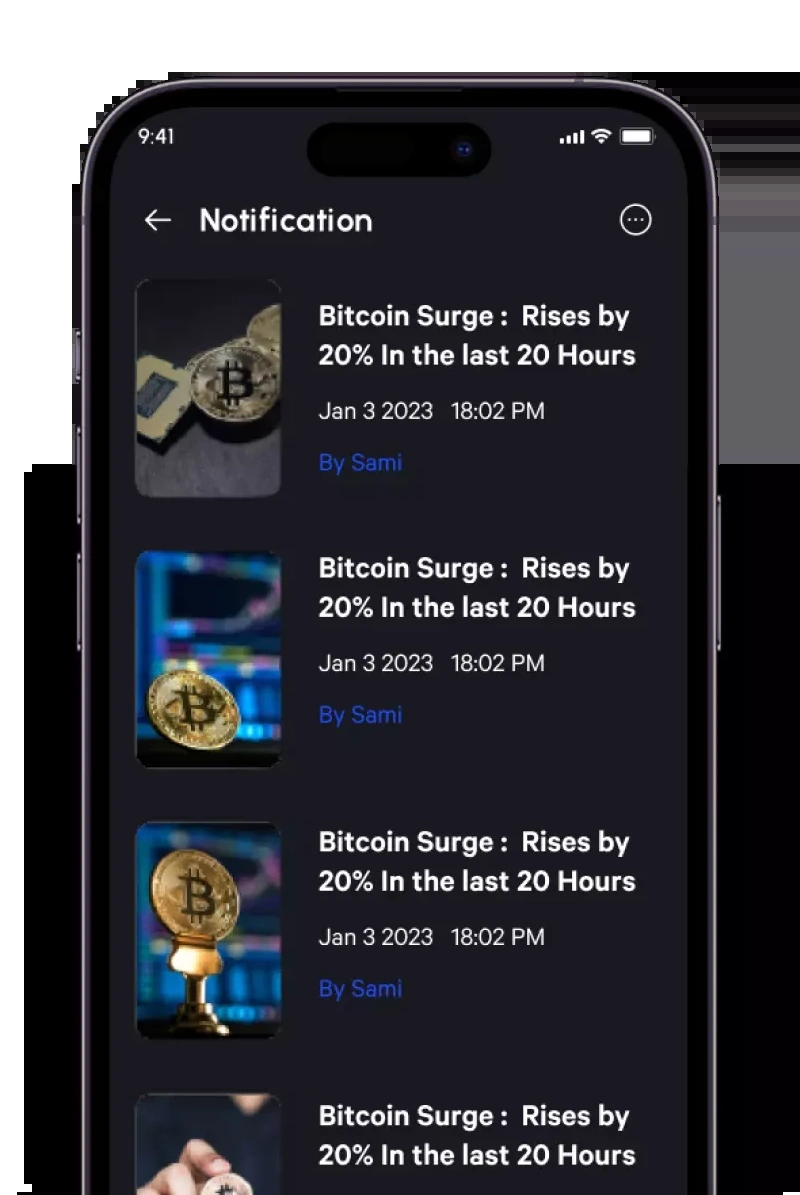 9:41
Notification
Bitcoin Surge :  Rises by
20% In the last 20 Hours
Jan 3 2023   18:02 PM
By Sami
Bitcoin Surge :  Rises by
20% In the last 20 Hours
Jan 3 2023   18:02 PM
By Sami
Bitcoin Surge :  Rises by
20% In the last 20 Hours
Jan 3 2023   18:02 PM
By Sami
Bitcoin Surge :  Rises by
20% In the last 20 Hours